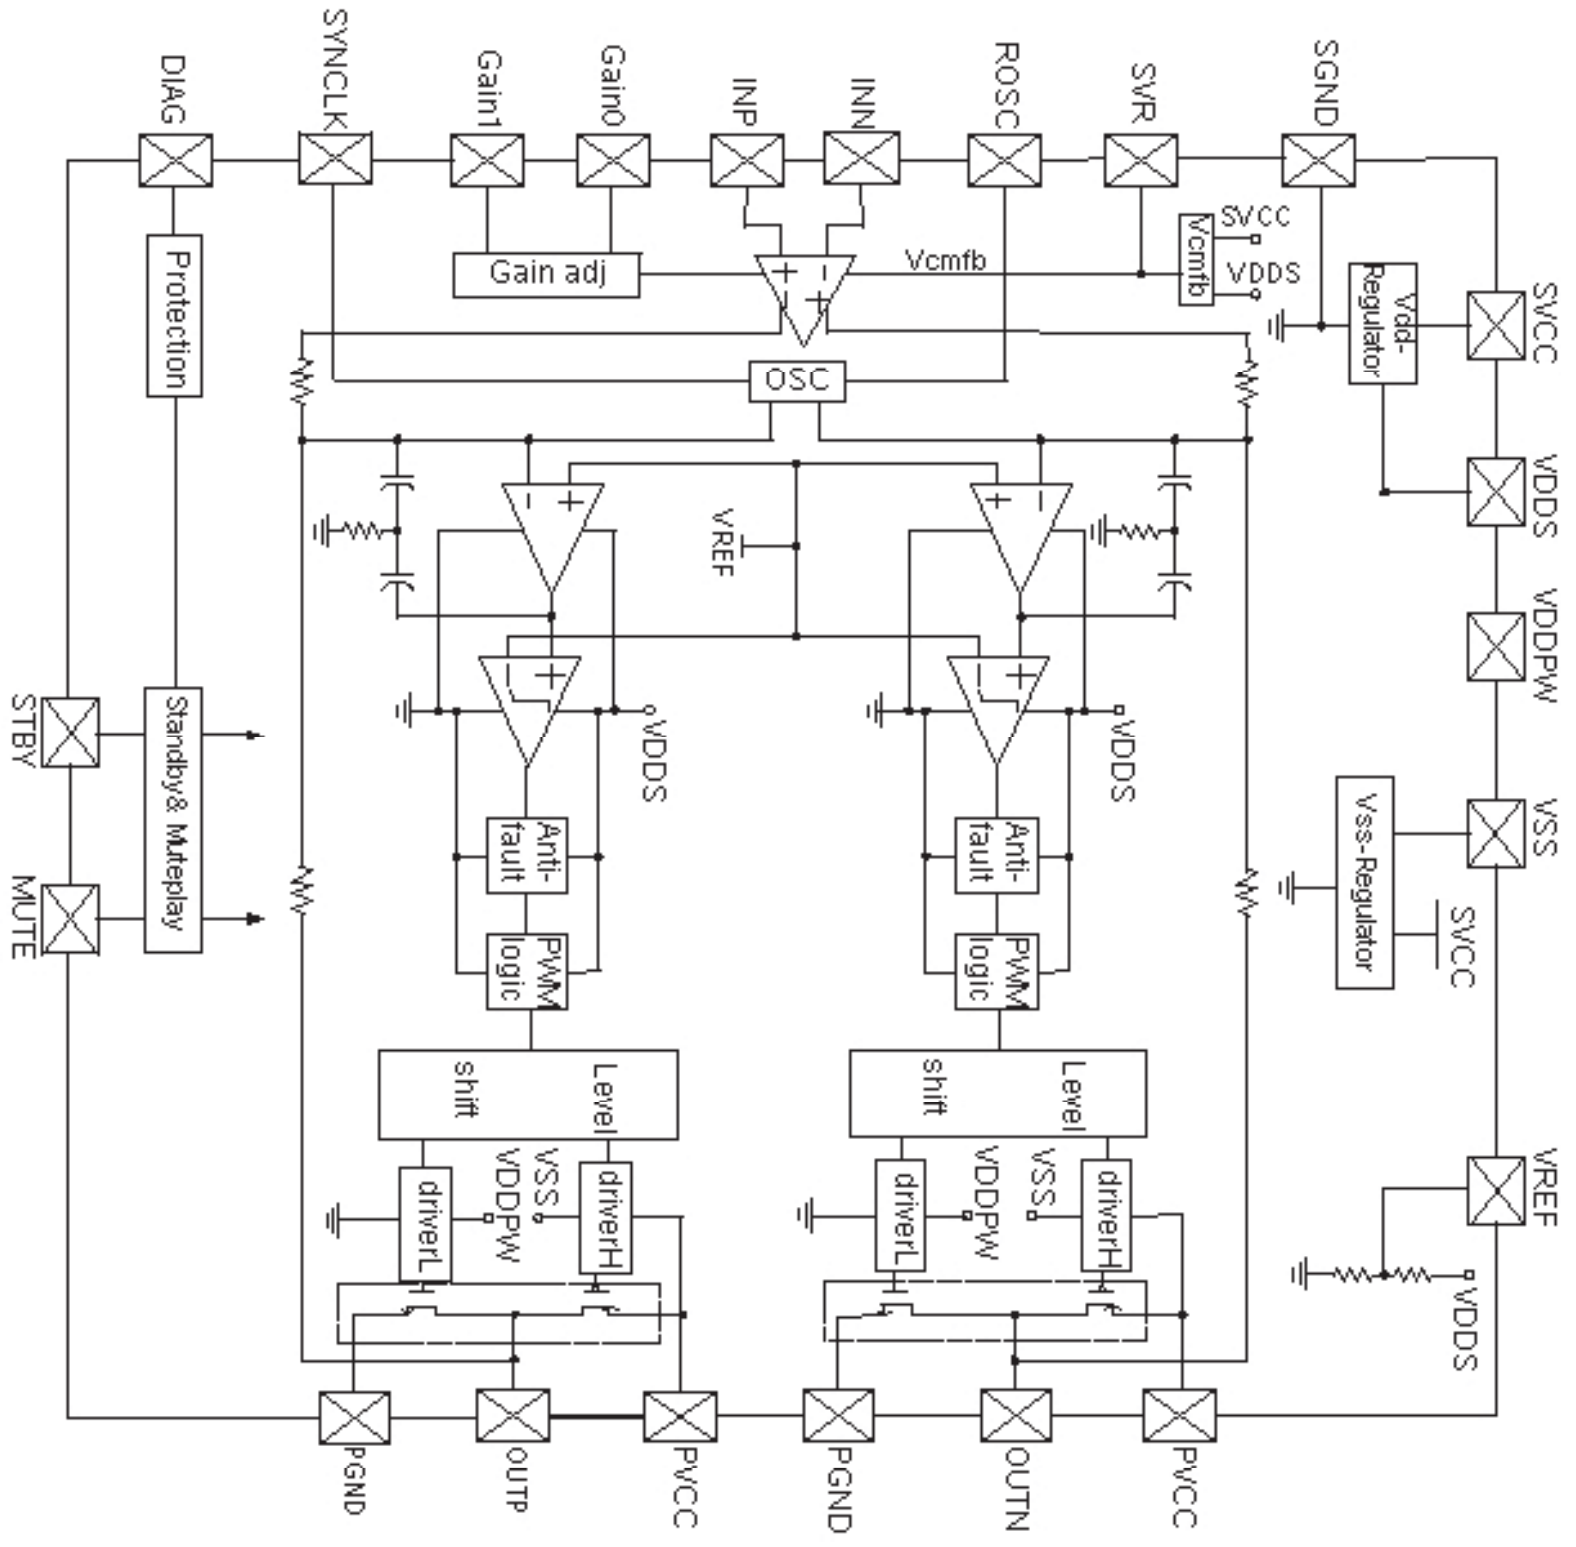 SYNCLK
DIAG
Gain1
Gain0
INP
INN
ROSC
SVR
SGND
SVCC
VDDS
Vcmfb
Vcmfb
Gain adj
+
-
+
-
Protection
Vdd-
Regulator
SVCC
OSC
VDDS
-
+
+
-
VREF
VDDPW
-
+
-
+
STBY
Standby& Muteplay
VDDS
VDDS
Vss-Regulator
VSS
Anti-
fault
Anti-
fault
MUTE
SVCC
PWM
logic
PWM
logic
Level
shift
Level
shift
VDDPW
VSS
VDDPW
VSS
VREF
driverL
driverH
driverL
driverH
VDDS
PGND
OUTP
PVCC
PGND
OUTN
PVCC